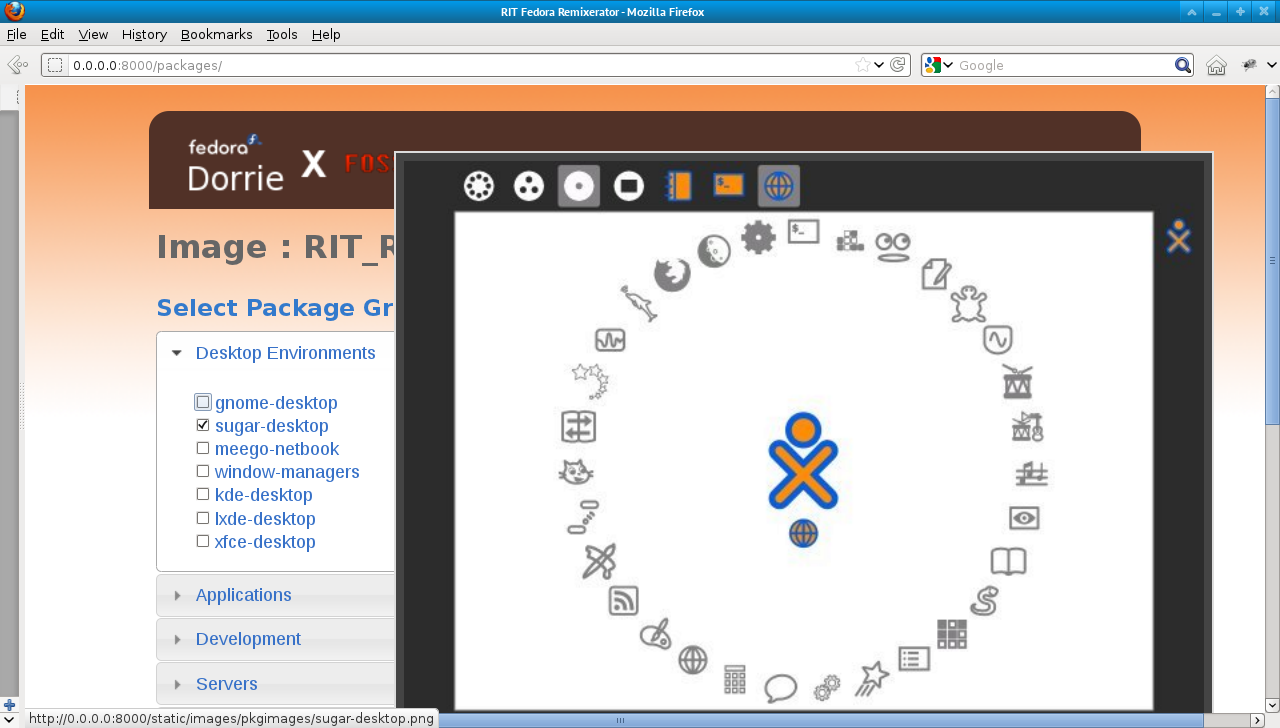 RIT Fedora Remixerator - Mozilla Firefox
File Edit View History Bookmarks Tools Help
0.0.0.0:8000/packages/
Google
fedora
Dorrie X FOS
Image : RIT_R
Select Package Gr
Desktop Environments
gnome-desktop
sugar-desktop
meego-netbook
window-managers
kde-desktop
lxde-desktop
xfce-desktop
Applications
Development
Servers
http://0.0.0.0:8000/static/images/pkgimages/sugar-desktop.png
$_
$_